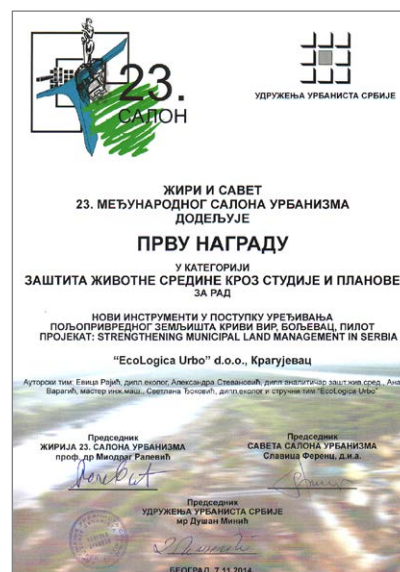 23.
САЛОН
УДРУЖЕЊА УРБАНИСТА СРБИЈЕ
ЖИРИ И САВЕТ
23. МЕЂУНАРОДНОГ САЛОНА УРБАНИЗМА
ДОДЕЉУЈЕ
ПРВУ НАГРАДУ
У КАТЕГОРИЈИ
ЗАШТИТА ЖИВОТНЕ СРЕДИНЕ КРОЗ СТУДИЈЕ И ПЛАНОВЕ
ЗА РАД
НОВИ ИНСТРУМЕНТИ У ПОСТУПКУ УРЕЂИВАЊА
ПОЉОПРИВРЕДНОГ ЗЕМЉИШТА КРИВИ ВИР, БОЉЕВАЦ, ПИЛОТ
ПРОЈЕКАТ: STRENGTHENING MUNICIPAL LAND MANAGEMENT IN SERBIA
"EcoLogica Urbo" d.o.o., Крагујевац
Ауторски тим: Евица Рајић, дипл.еколог, Александра Стевановић, дипл аналитичар зашт.жив.сред., Ана
Вараги́ћ, мастер инж.маш., Светлана Ђоковић, дипл.еколог и стручни тим "EcoLogica Urbo"
Председник
ЖИРИЈА 23. САЛОНА УРБАНИЗМА
проф. др Миодраг Ралевић
Председник
САВЕТА САЛОНА УРБАНИЗМА
Славица Ференц, д.и.а.
Председник
УДРУЖЕЊА УРБАНИСТА СРБИЈЕ
мр Душан Минић
БЕОГРАД, 7.11.2014